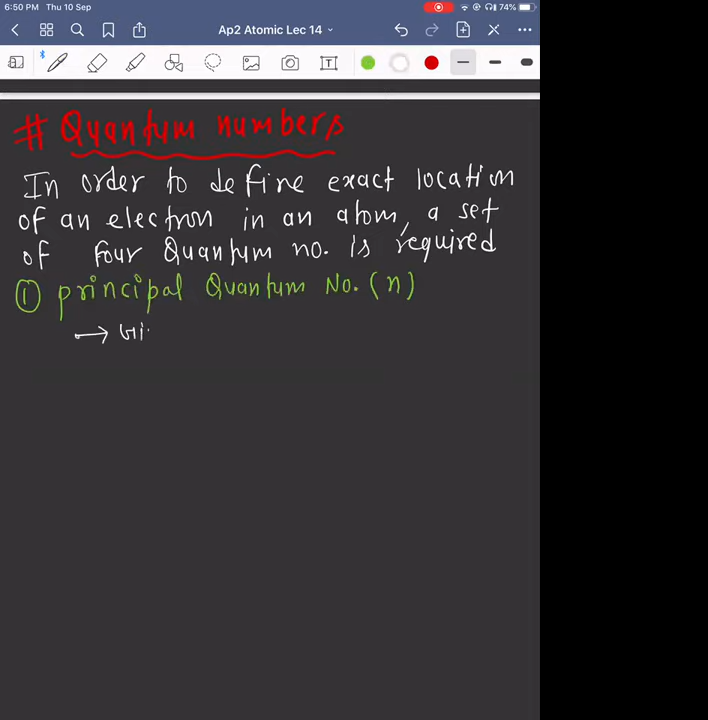 6:50 PM Thu 10 Sep
74%
Ap2 Atomic Lec 14
T
# Quantum numbers
In order to define exact location
of an electron in an atom, a set
of four Quantum no. is required
① principal Quantum No. (n)
→